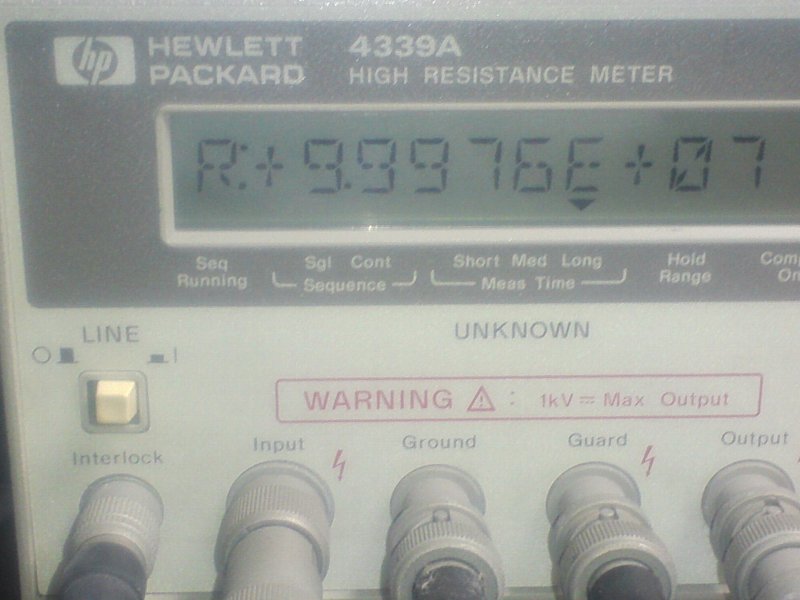 hp HEWLETT PACKARD 4339A
HIGH RESISTANCE METER
R:+9.9976E+07
Seq Running
Sgl Cont
Sequence
Short Med Long
Meas Time
Hold Range
LINE
UNKNOWN
WARNING ⚠ : 1kV⎓ Max Output
Interlock
Input
Ground
Guard
Output